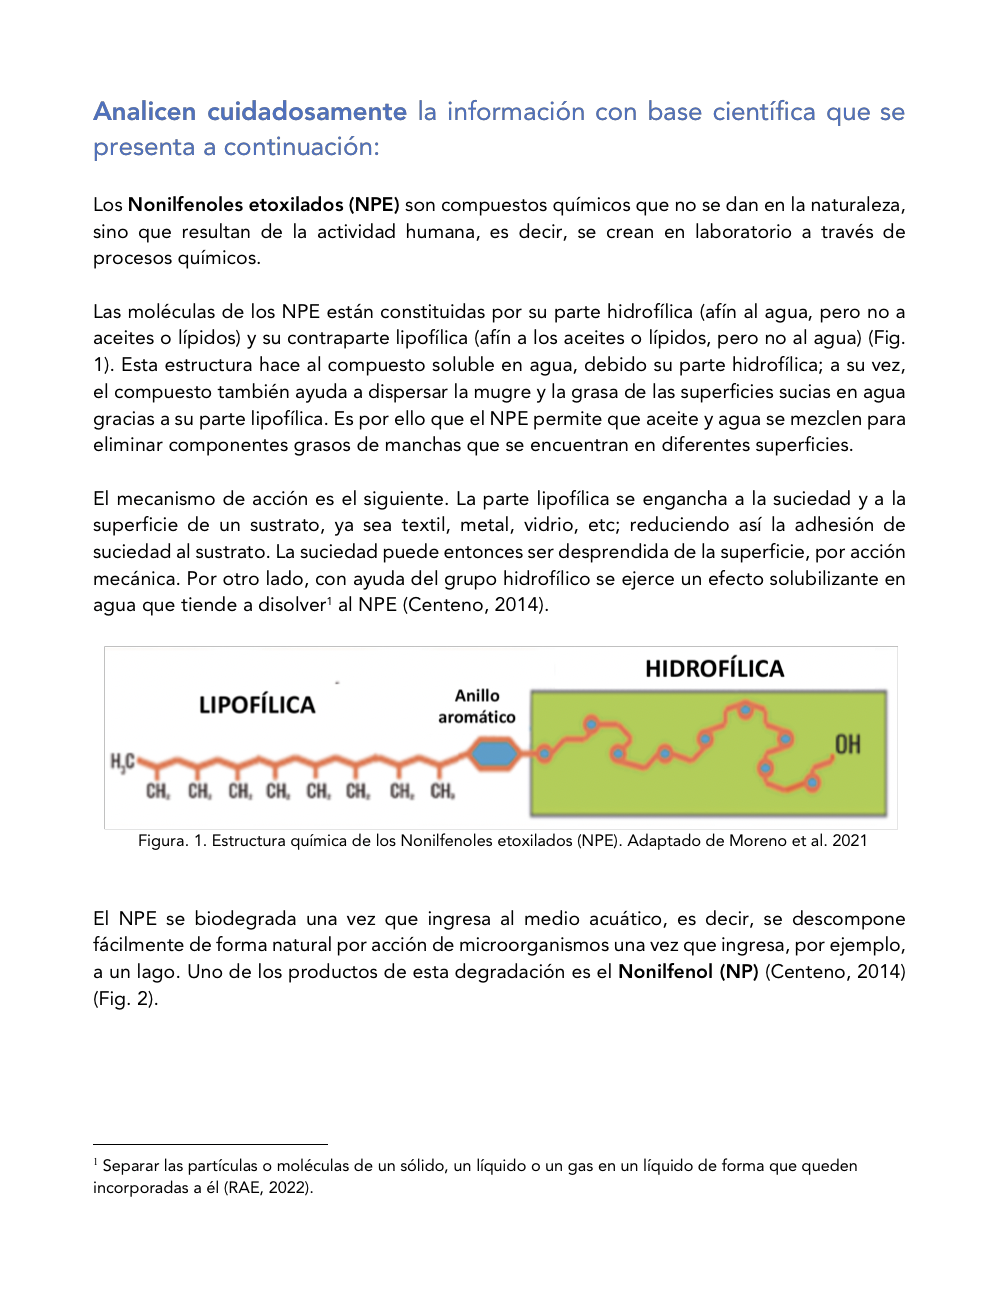 Analicen cuidadosamente la información con base científica que se
presenta a continuación:
Los Nonilfenoles etoxilados (NPE) son compuestos químicos que no se dan en la naturaleza,
sino que resultan de la actividad humana, es decir, se crean en laboratorio a través de
procesos químicos.
Las moléculas de los NPE están constituidas por su parte hidrofílica (afín al agua, pero no a
aceites o lípidos) y su contraparte lipofílica (afín a los aceites o lípidos, pero no al agua) (Fig.
1). Esta estructura hace al compuesto soluble en agua, debido su parte hidrofílica; a su vez,
el compuesto también ayuda a dispersar la mugre y la grasa de las superficies sucias en agua
gracias a su parte lipofílica. Es por ello que el NPE permite que aceite y agua se mezclen para
eliminar componentes grasos de manchas que se encuentran en diferentes superficies.
El mecanismo de acción es el siguiente. La parte lipofílica se engancha a la suciedad y a la
superficie de un sustrato, ya sea textil, metal, vidrio, etc; reduciendo así la adhesión de
suciedad al sustrato. La suciedad puede entonces ser desprendida de la superficie, por acción
mecánica. Por otro lado, con ayuda del grupo hidrofílico se ejerce un efecto solubilizante en
agua que tiende a disolver¹ al NPE (Centeno, 2014).
HIDROFÍLICA
LIPOFÍLICA
Anillo
aromático
OH
H₃C
CH₃ CH₃ CH₃ CH₃ CH₃ CH₃ CH₃ CH₃
Figura. 1. Estructura química de los Nonilfenoles etoxilados (NPE). Adaptado de Moreno et al. 2021
El NPE se biodegrada una vez que ingresa al medio acuático, es decir, se descompone
fácilmente de forma natural por acción de microorganismos una vez que ingresa, por ejemplo,
a un lago. Uno de los productos de esta degradación es el Nonilfenol (NP) (Centeno, 2014)
(Fig. 2).
¹ Separar las partículas o moléculas de un sólido, un líquido o un gas en un líquido de forma que queden
incorporadas a él (RAE, 2022).